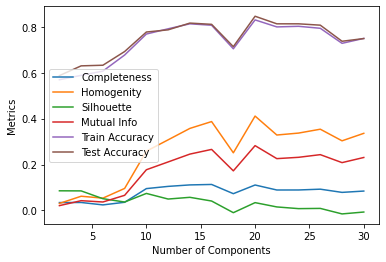 0.8
0.6
0.4
0.2
0.0
Metrics
Completeness
Homogenity
Silhouette
Mutual Info
Train Accuracy
Test Accuracy
5 10 15 20 25 30
Number of Components